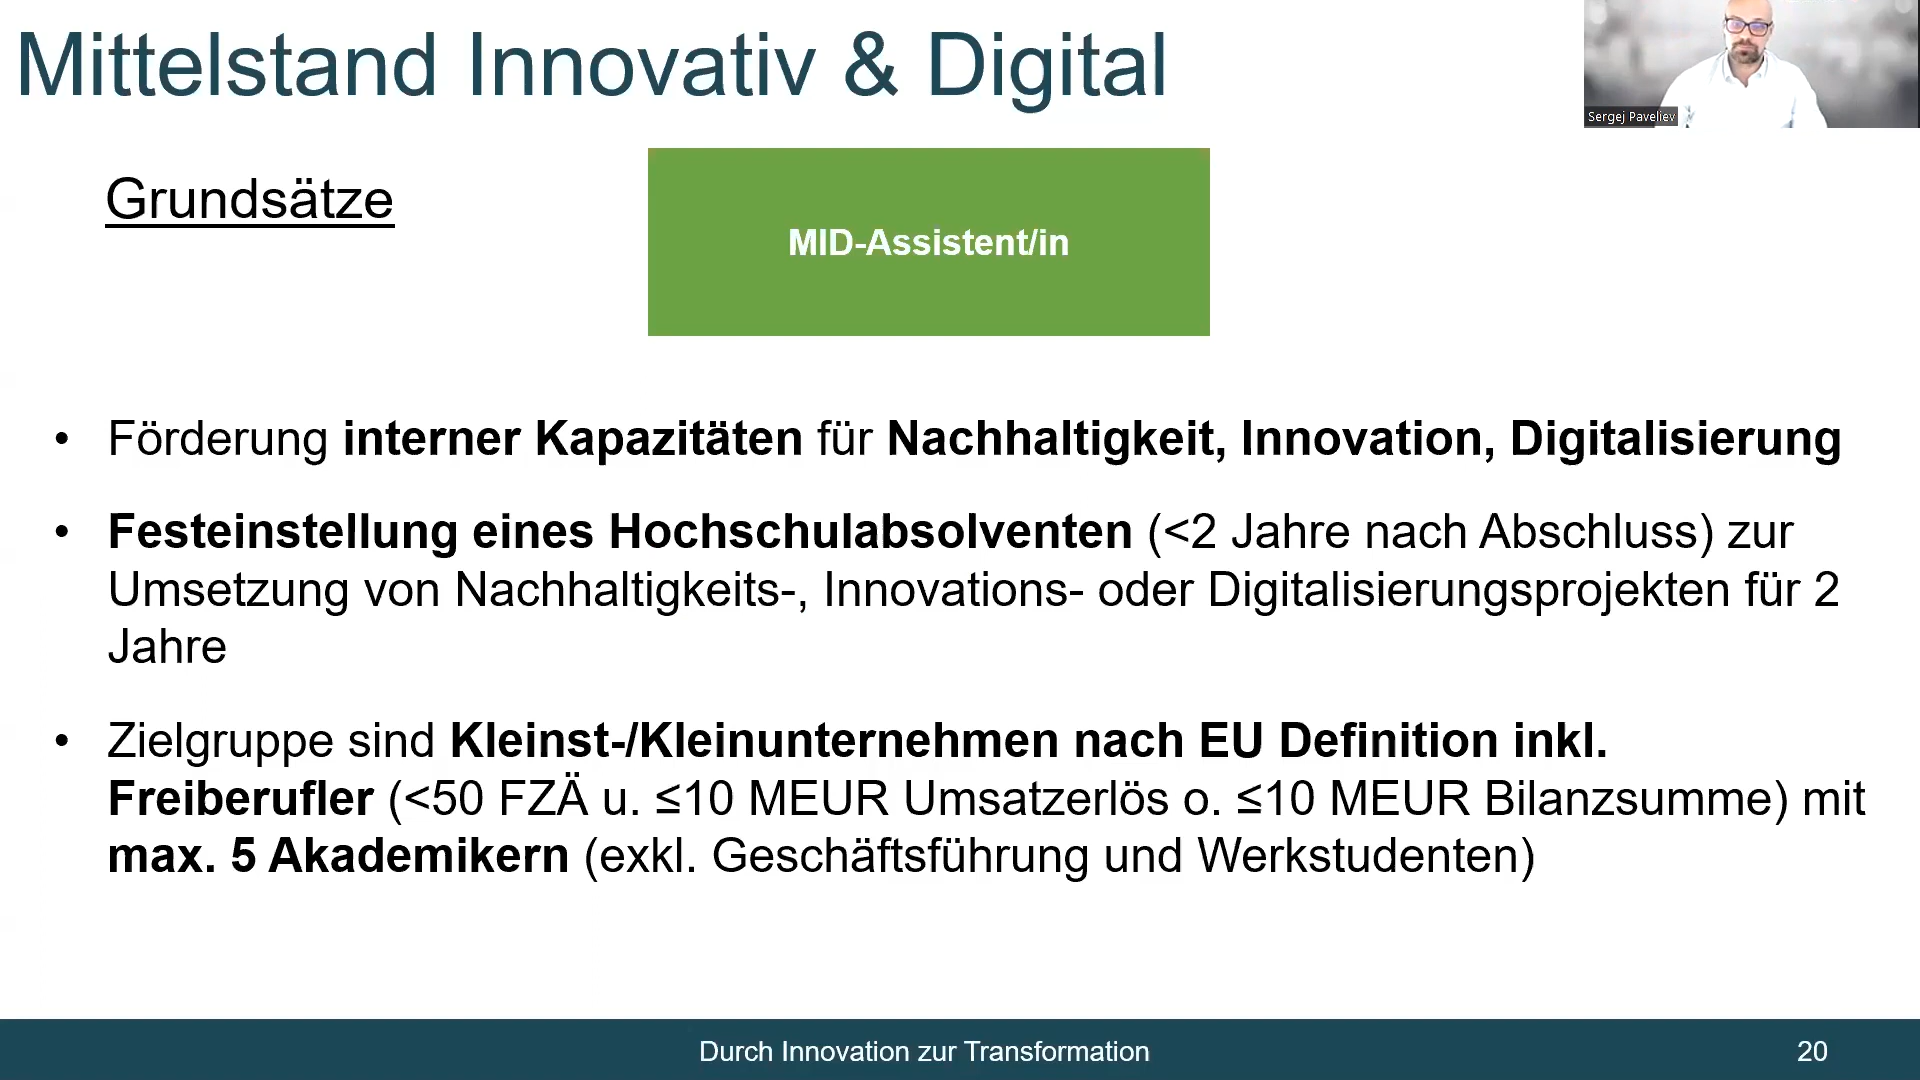 Mittelstand Innovativ & Digital
Sergej Paveliev
Grundsätze
MID-Assistent/in
• Förderung interner Kapazitäten für Nachhaltigkeit, Innovation, Digitalisierung
• Festeinstellung eines Hochschulabsolventen (<2 Jahre nach Abschluss) zur
Umsetzung von Nachhaltigkeits-, Innovations- oder Digitalisierungsprojekten für 2
Jahre
• Zielgruppe sind Kleinst-/Kleinunternehmen nach EU Definition inkl.
Freiberufler (<50 FZÄ u. ≤10 MEUR Umsatzerlös o. ≤10 MEUR Bilanzsumme) mit
max. 5 Akademikern (exkl. Geschäftsführung und Werkstudenten)
Durch Innovation zur Transformation
20